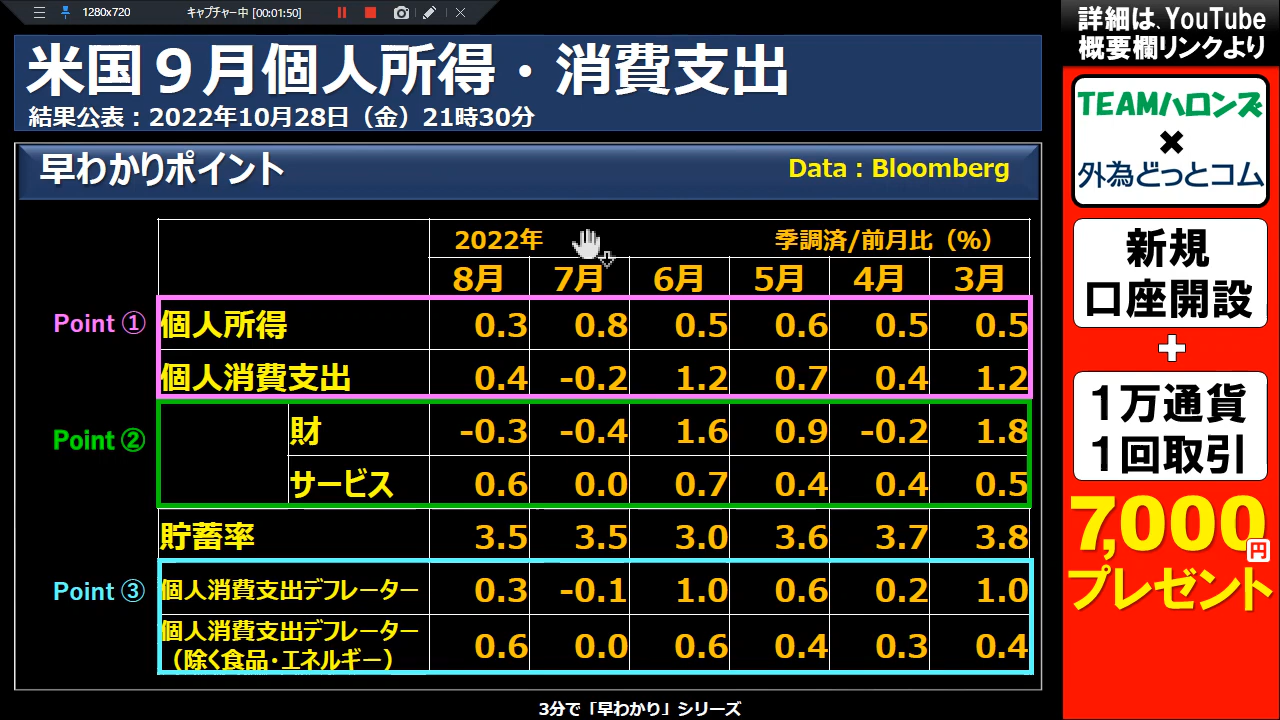 1280x720
キャプチャー中 [00:01:50]
米国９月個人所得・消費支出
結果公表：2022年10月28日（金）21時30分
早わかりポイント
Data : Bloomberg
2022年 季調済/前月比（%）
8月 7月 6月 5月 4月 3月
Point ①
個人所得 0.3 0.8 0.5 0.6 0.5 0.5
個人消費支出 0.4 -0.2 1.2 0.7 0.4 1.2
Point ②
財 -0.3 -0.4 1.6 0.9 -0.2 1.8
サービス 0.6 0.0 0.7 0.4 0.4 0.5
貯蓄率 3.5 3.5 3.0 3.6 3.7 3.8
Point ③
個人消費支出デフレーター 0.3 -0.1 1.0 0.6 0.2 1.0
個人消費支出デフレーター
（除く食品・エネルギー） 0.6 0.0 0.6 0.4 0.3 0.4
3分で「早わかり」シリーズ
詳細は、YouTube
概要欄リンクより
TEAMハロンズ
×
外為どっとコム
新規
口座開設
+
１万通貨
１回取引
7,000円
プレゼント